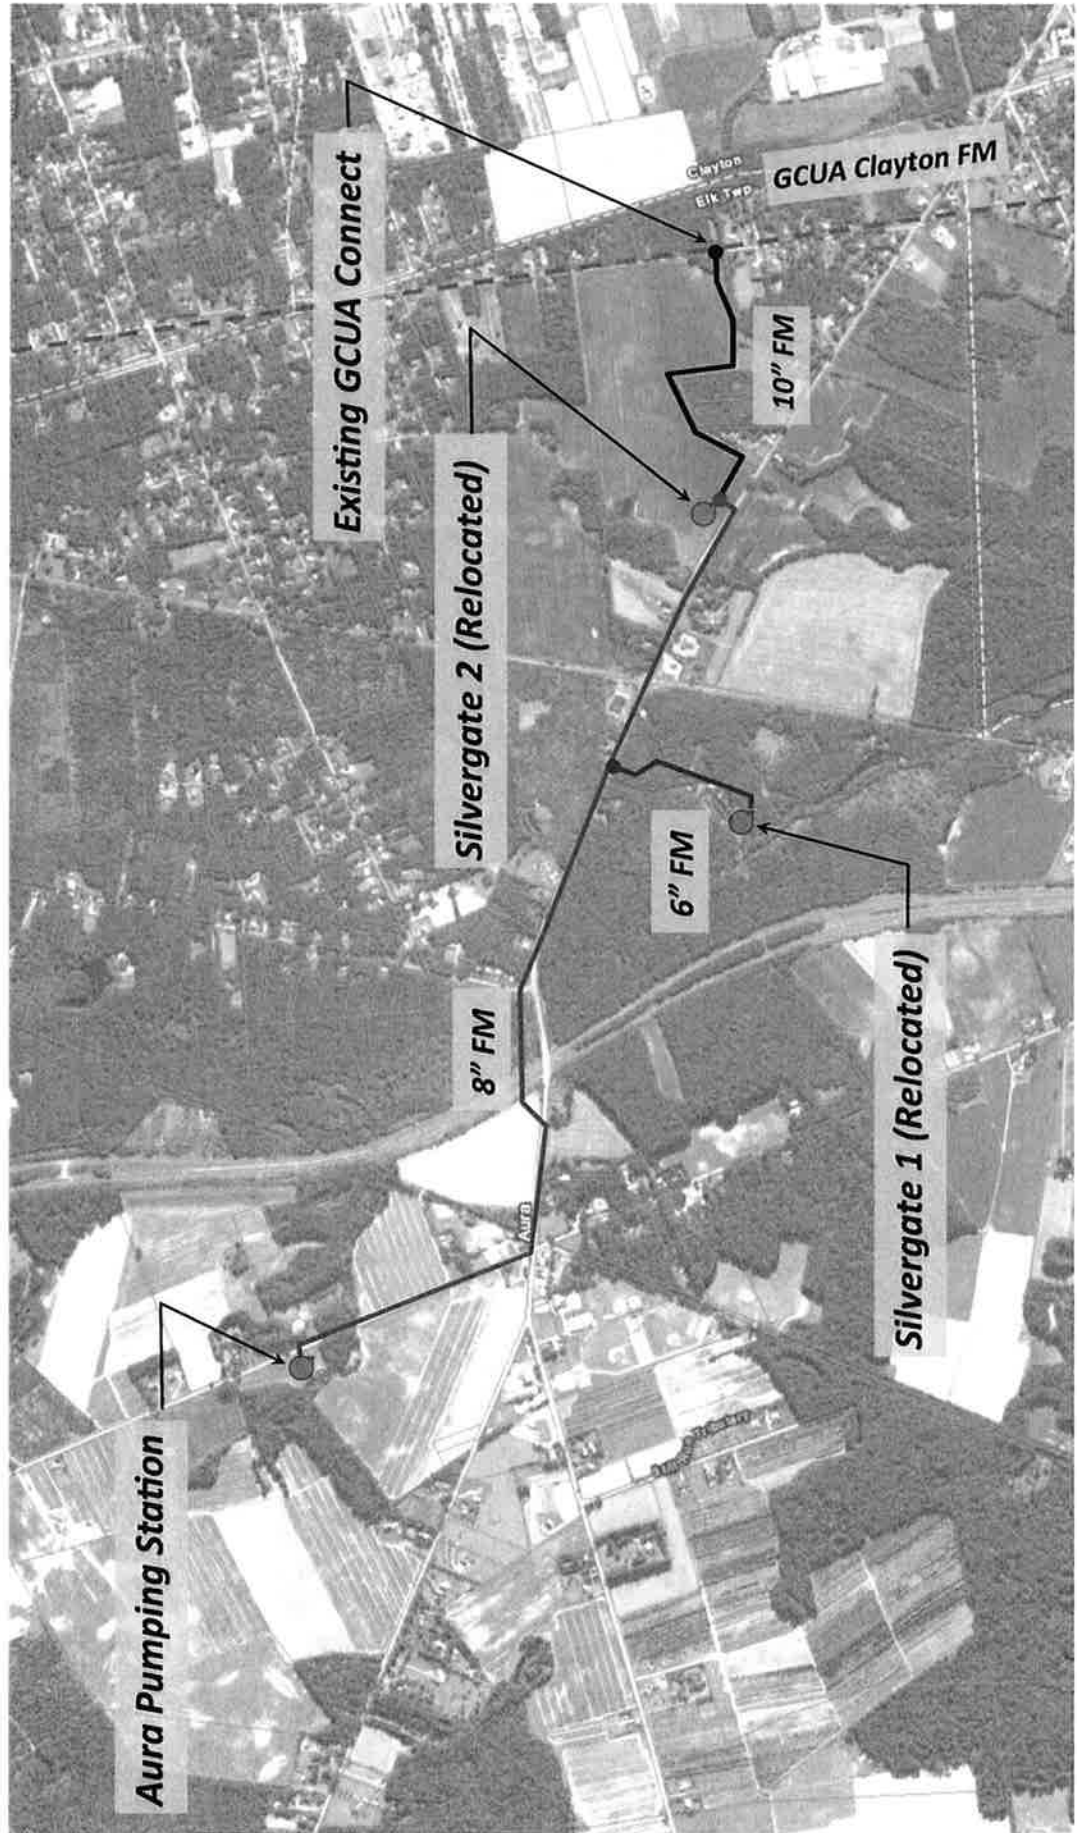 Aura Pumping Station
Existing GCUA Connect
Silvergate 2 (Relocated)
Clayton
Elk Twp
GCUA Clayton FM
8” FM
10” FM
6” FM
Aura
Silvergate 1 (Relocated)